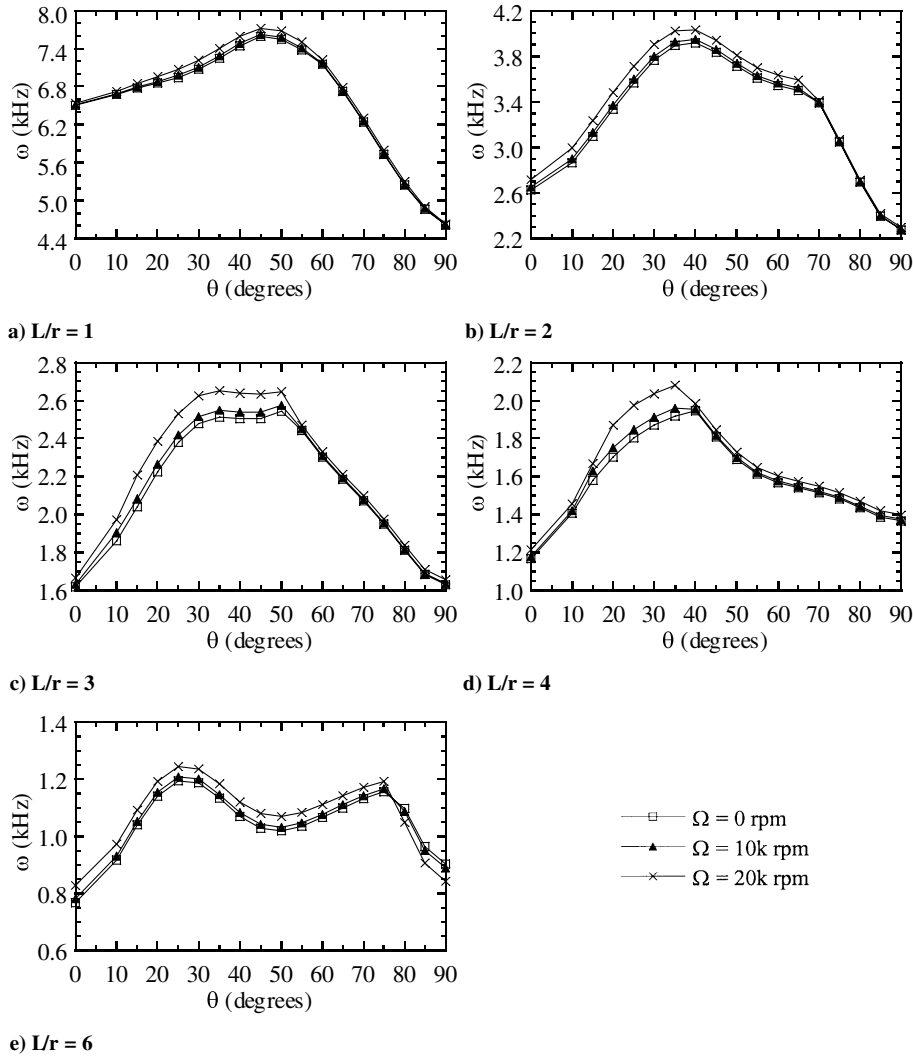 8.0
7.4
6.8
6.2
5.6
5.0
4.4
ω (kHz)
0 10 20 30 40 50 60 70 80 90
θ (degrees)
a) L/r = 1
4.2
3.8
3.4
3.0
2.6
2.2
ω (kHz)
0 10 20 30 40 50 60 70 80 90
θ (degrees)
b) L/r = 2
2.8
2.6
2.4
2.2
2.0
1.8
1.6
ω (kHz)
0 10 20 30 40 50 60 70 80 90
θ (degrees)
c) L/r = 3
2.2
2.0
1.8
1.6
1.4
1.2
1.0
ω (kHz)
0 10 20 30 40 50 60 70 80 90
θ (degrees)
d) L/r = 4
1.4
1.2
1.0
0.8
0.6
ω (kHz)
0 10 20 30 40 50 60 70 80 90
θ (degrees)
e) L/r = 6
Ω = 0 rpm
Ω = 10k rpm
Ω = 20k rpm